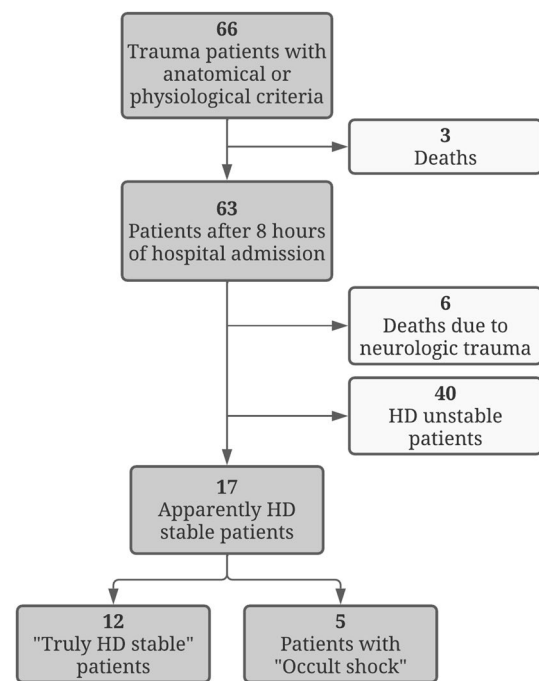 66
Trauma patients with
anatomical or
physiological criteria
3
Deaths
63
Patients after 8 hours
of hospital admission
6
Deaths due to
neurologic trauma
40
HD unstable
patients
17
Apparently HD
stable patients
12
"Truly HD stable"
patients
5
Patients with
"Occult shock"